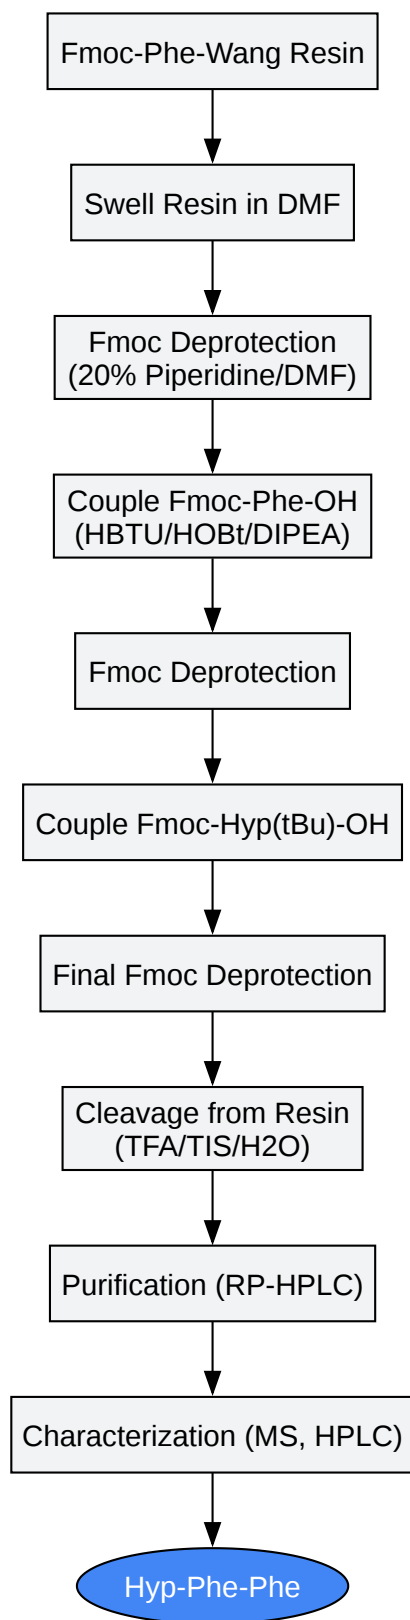 Fmoc-Phe-Wang Resin
Swell Resin in DMF
Fmoc Deprotection
(20% Piperidine/DMF)
Couple Fmoc-Phe-OH
(HBTU/HOBt/DIPEA)
Fmoc Deprotection
Couple Fmoc-Hyp(tBu)-OH
Final Fmoc Deprotection
Cleavage from Resin
(TFA/TIS/H2O)
Purification (RP-HPLC)
Characterization (MS, HPLC)
Hyp-Phe-Phe